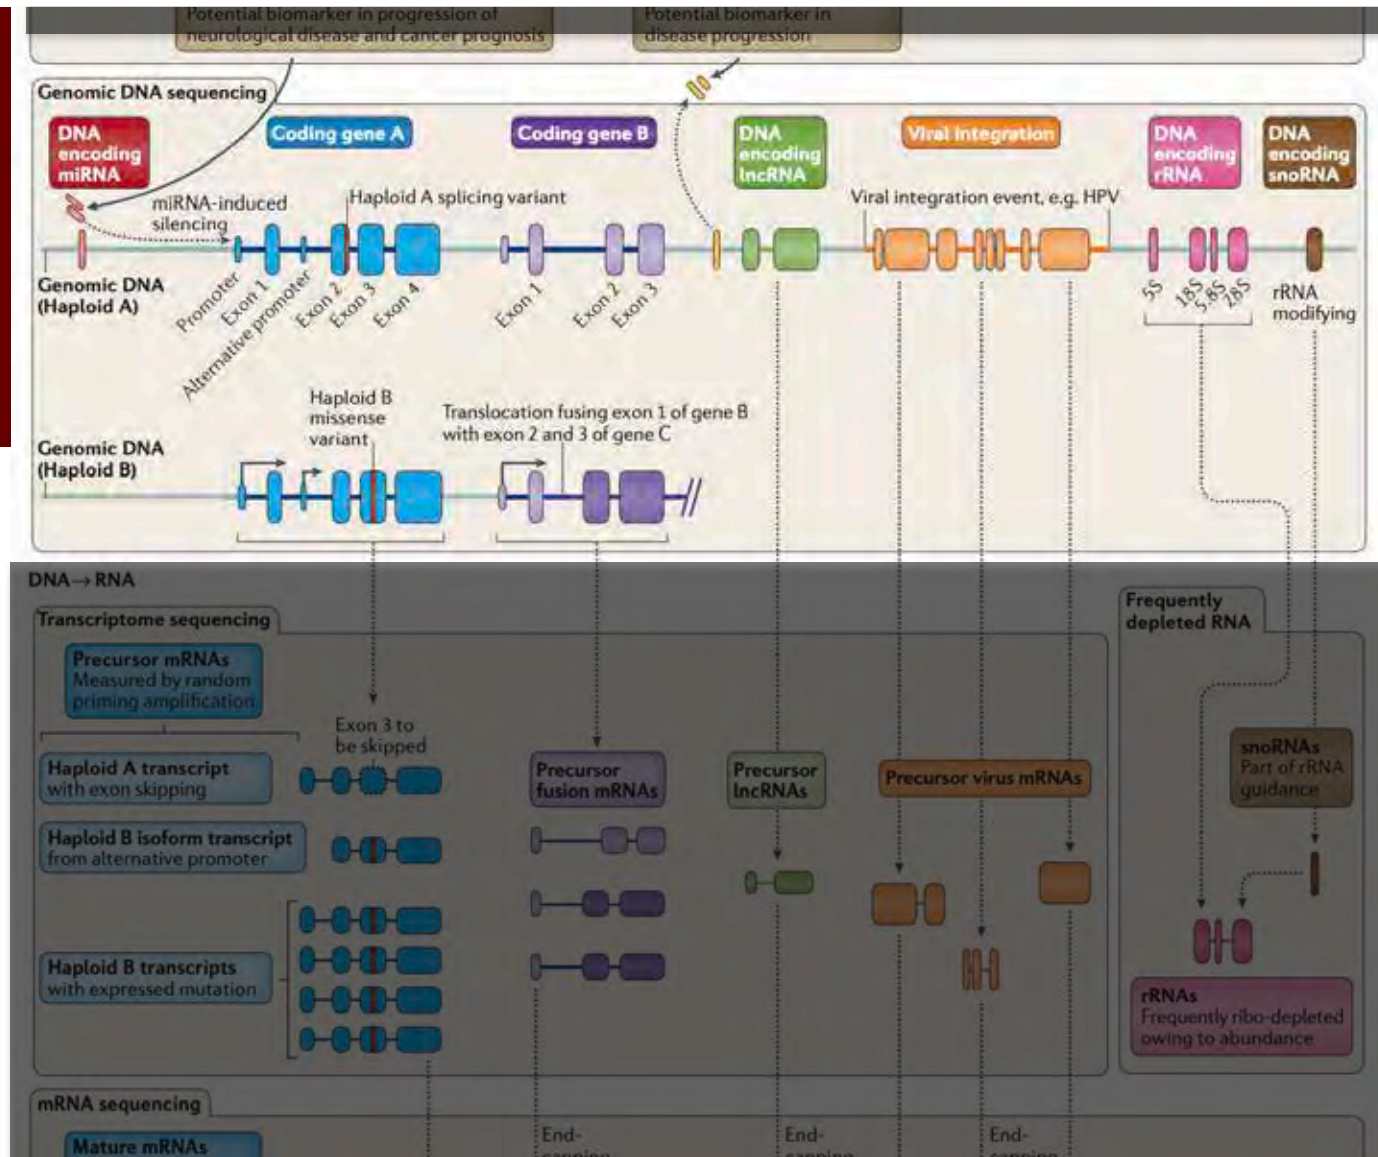 Potential biomarker in progression of
neurological disease and cancer prognosis
Potential biomarker in
disease progression
Genomic DNA sequencing
DNA
encoding
miRNA
Coding gene A
Coding gene B
DNA
encoding
lncRNA
Viral integration
DNA
encoding
rRNA
DNA
encoding
snoRNA
miRNA-induced
silencing
Haploid A splicing variant
Viral integration event, e.g. HPV
Genomic DNA
(Haploid A)
Promoter
Exon 1
Alternative promoter
Exon 2
Exon 3
Exon 4
Exon 1
Exon 2
Exon 3
5S
18S
5.8S
28S
rRNA
modifying
Haploid B
missense
variant
Translocation fusing exon 1 of gene B
with exon 2 and 3 of gene C
Genomic DNA
(Haploid B)
DNA→RNA
Transcriptome sequencing
Frequently
depleted RNA
Precursor mRNAs
Measured by random
priming amplification
Exon 3 to
be skipped
Haploid A transcript
with exon skipping
Precursor
fusion mRNAs
Precursor
lncRNAs
Precursor virus mRNAs
snoRNAs
Part of rRNA
guidance
Haploid B isoform transcript
from alternative promoter
Haploid B transcripts
with expressed mutation
rRNAs
Frequently ribo-depleted
owing to abundance
mRNA sequencing
Mature mRNAs
End-
capping
End-
capping
End-
capping